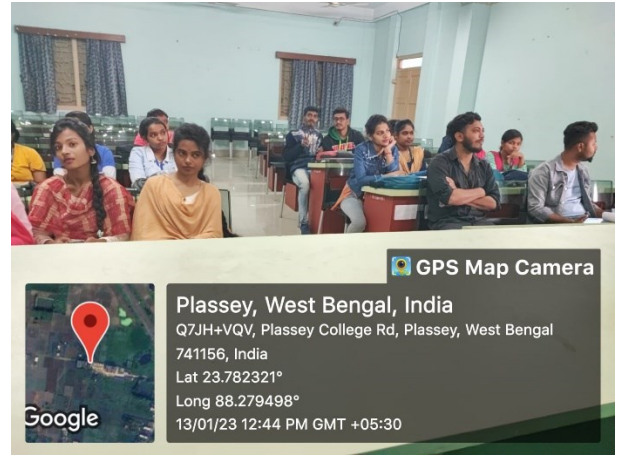 GPS Map Camera
Plassey, West Bengal, India
Q7JH+VQV, Plassey College Rd, Plassey, West Bengal
741156, India
Lat 23.782321°
Long 88.279498°
13/01/23 12:44 PM GMT +05:30
Google